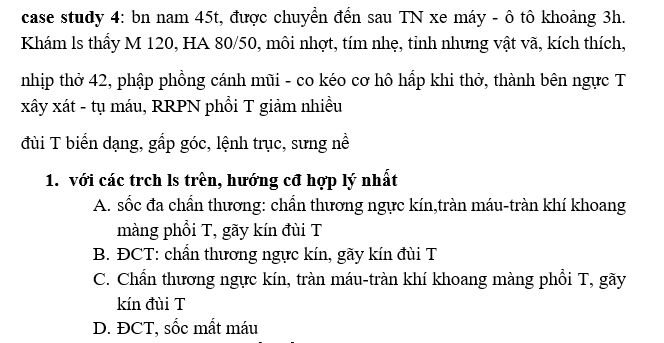 case study 4: bn nam 45t, được chuyển đến sau TN xe máy - ô tô khoảng 3h.
Khám ls thấy M 120, HA 80/50, môi nhợt, tím nhẹ, tỉnh nhưng vật vã, kích thích,
nhịp thở 42, phập phồng cánh mũi - co kéo cơ hô hấp khi thở, thành bên ngực T
xây xát - tụ máu, RRPN phổi T giảm nhiều
đùi T biến dạng, gấp góc, lệnh trục, sưng nề
1. với các trch ls trên, hướng cđ hợp lý nhất
A. sốc đa chấn thương: chấn thương ngực kín,tràn máu-tràn khí khoang
màng phổi T, gãy kín đùi T
B. ĐCT: chấn thương ngực kín, gãy kín đùi T
C. Chấn thương ngực kín, tràn máu-tràn khí khoang màng phổi T, gãy
kín đùi T
D. ĐCT, sốc mất máu